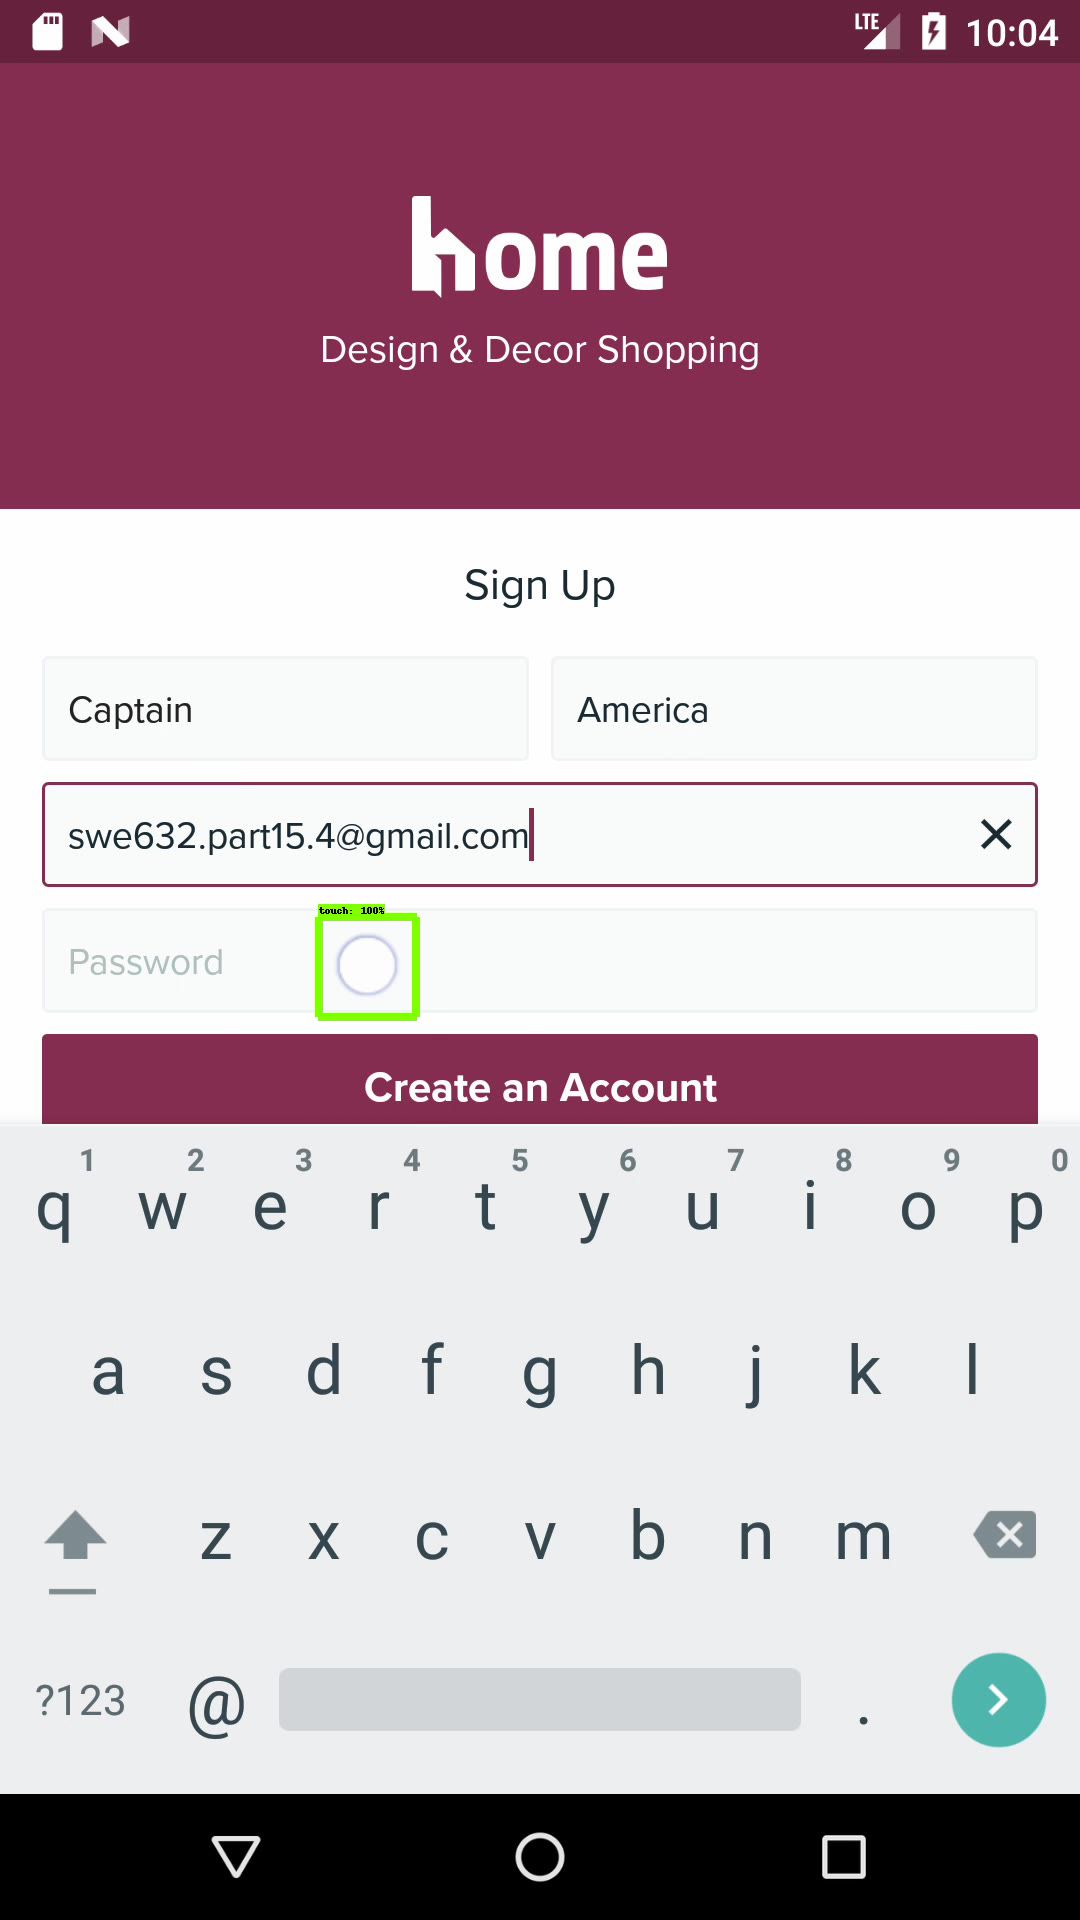 LTE 10:04
home
Design & Decor Shopping
Sign Up
Captain America
swe632.part15.4@gmail.com
touch: 100%
Password
Create an Account
1 2 3 4 5 6 7 8 9 0
q w e r t y u i o p
a s d f g h j k l
z x c v b n m
?123 @ .